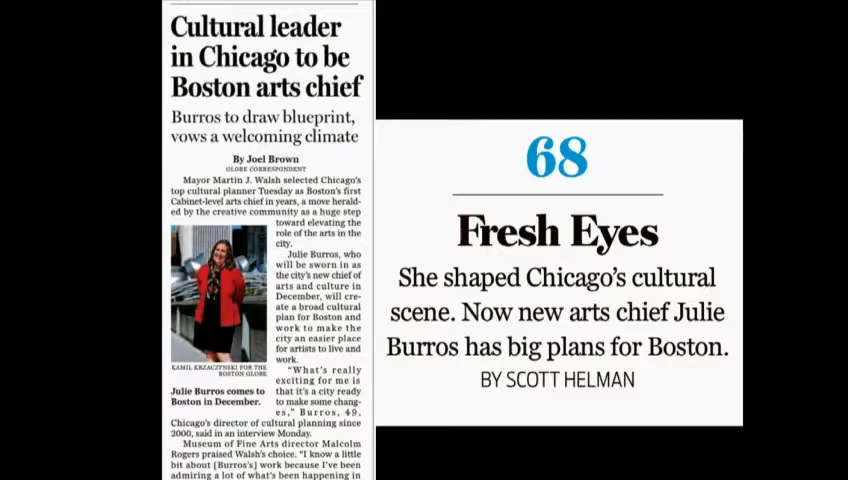 Cultural leader
in Chicago to be
Boston arts chief
Burros to draw blueprint,
vows a welcoming climate
By Joel Brown
GLOBE CORRESPONDENT
Mayor Martin J. Walsh selected Chicago's
top cultural planner Tuesday as Boston's first
Cabinet-level arts chief in years, a move herald-
ed by the creative community as a huge step
toward elevating the
role of the arts in the
city.
Julie Burros, who
will be sworn in as
the city's new chief of
arts and culture in
December, will cre-
ate a broad cultural
plan for Boston and
work to make the
city an easier place
for artists to live and
work.
"What's really
exciting for me is
that it's a city ready
to make some chang-
es," Burros, 49,
KAMIL KRZACZYNSKI FOR THE
BOSTON GLOBE
Julie Burros comes to
Boston in December.
Chicago's director of cultural planning since
2000, said in an interview Monday.
Museum of Fine Arts director Malcolm
Rogers praised Walsh's choice. "I know a little
bit about [Burros's] work because I've been
admiring a lot of what's been happening in
68
Fresh Eyes
She shaped Chicago's cultural
scene. Now new arts chief Julie
Burros has big plans for Boston.
BY SCOTT HELMAN